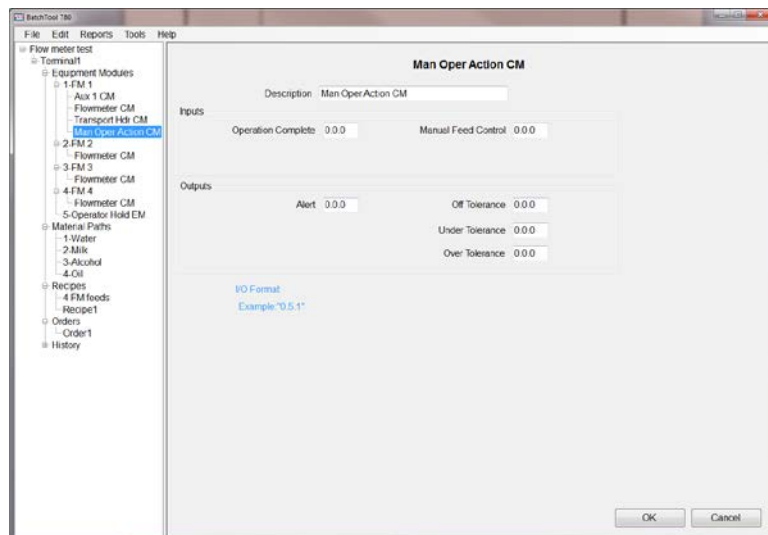 BatchTool 780
File Edit Reports Tools Help
Flow meter test
Terminal1
Equipment Modules
1-FM 1
Aux 1 CM
Flowmeter CM
Transport Hdr CM
Man Oper Action CM
2-FM 2
Flowmeter CM
3-FM 3
Flowmeter CM
4-FM 4
Flowmeter CM
5-Operator Hold EM
Material Paths
1-Water
2-Milk
3-Alcohol
4-Oil
Recipes
4 FM feeds
Recipe1
Orders
Order1
History
Man Oper Action CM
Description Man Oper Action CM
Inputs
Operation Complete 0.0.0 Manual Feed Control 0.0.0
Outputs
Alert 0.0.0 Off Tolerance 0.0.0
Under Tolerance 0.0.0
Over Tolerance 0.0.0
I/O Format
Example:"0.5.1"
OK Cancel